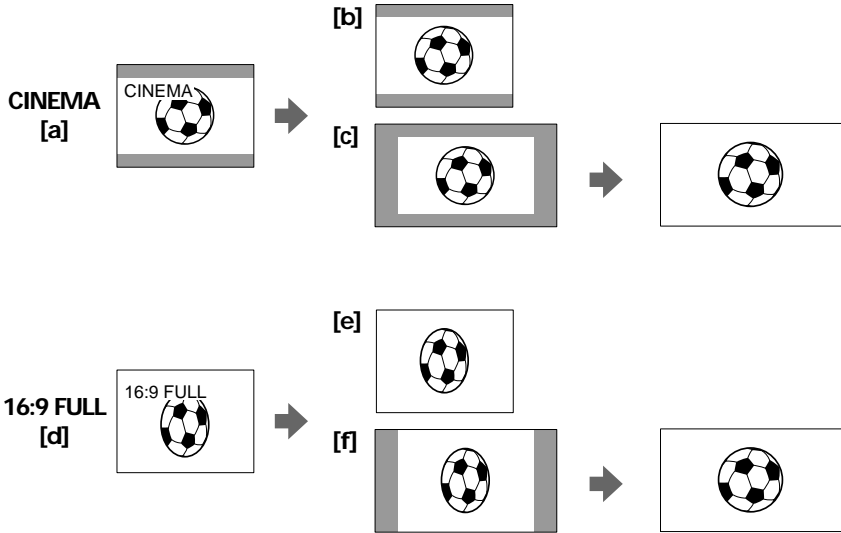 [b]
CINEMA
[a]
CINEMA
[c]
[e]
16:9 FULL
[d]
16:9 FULL
[f]